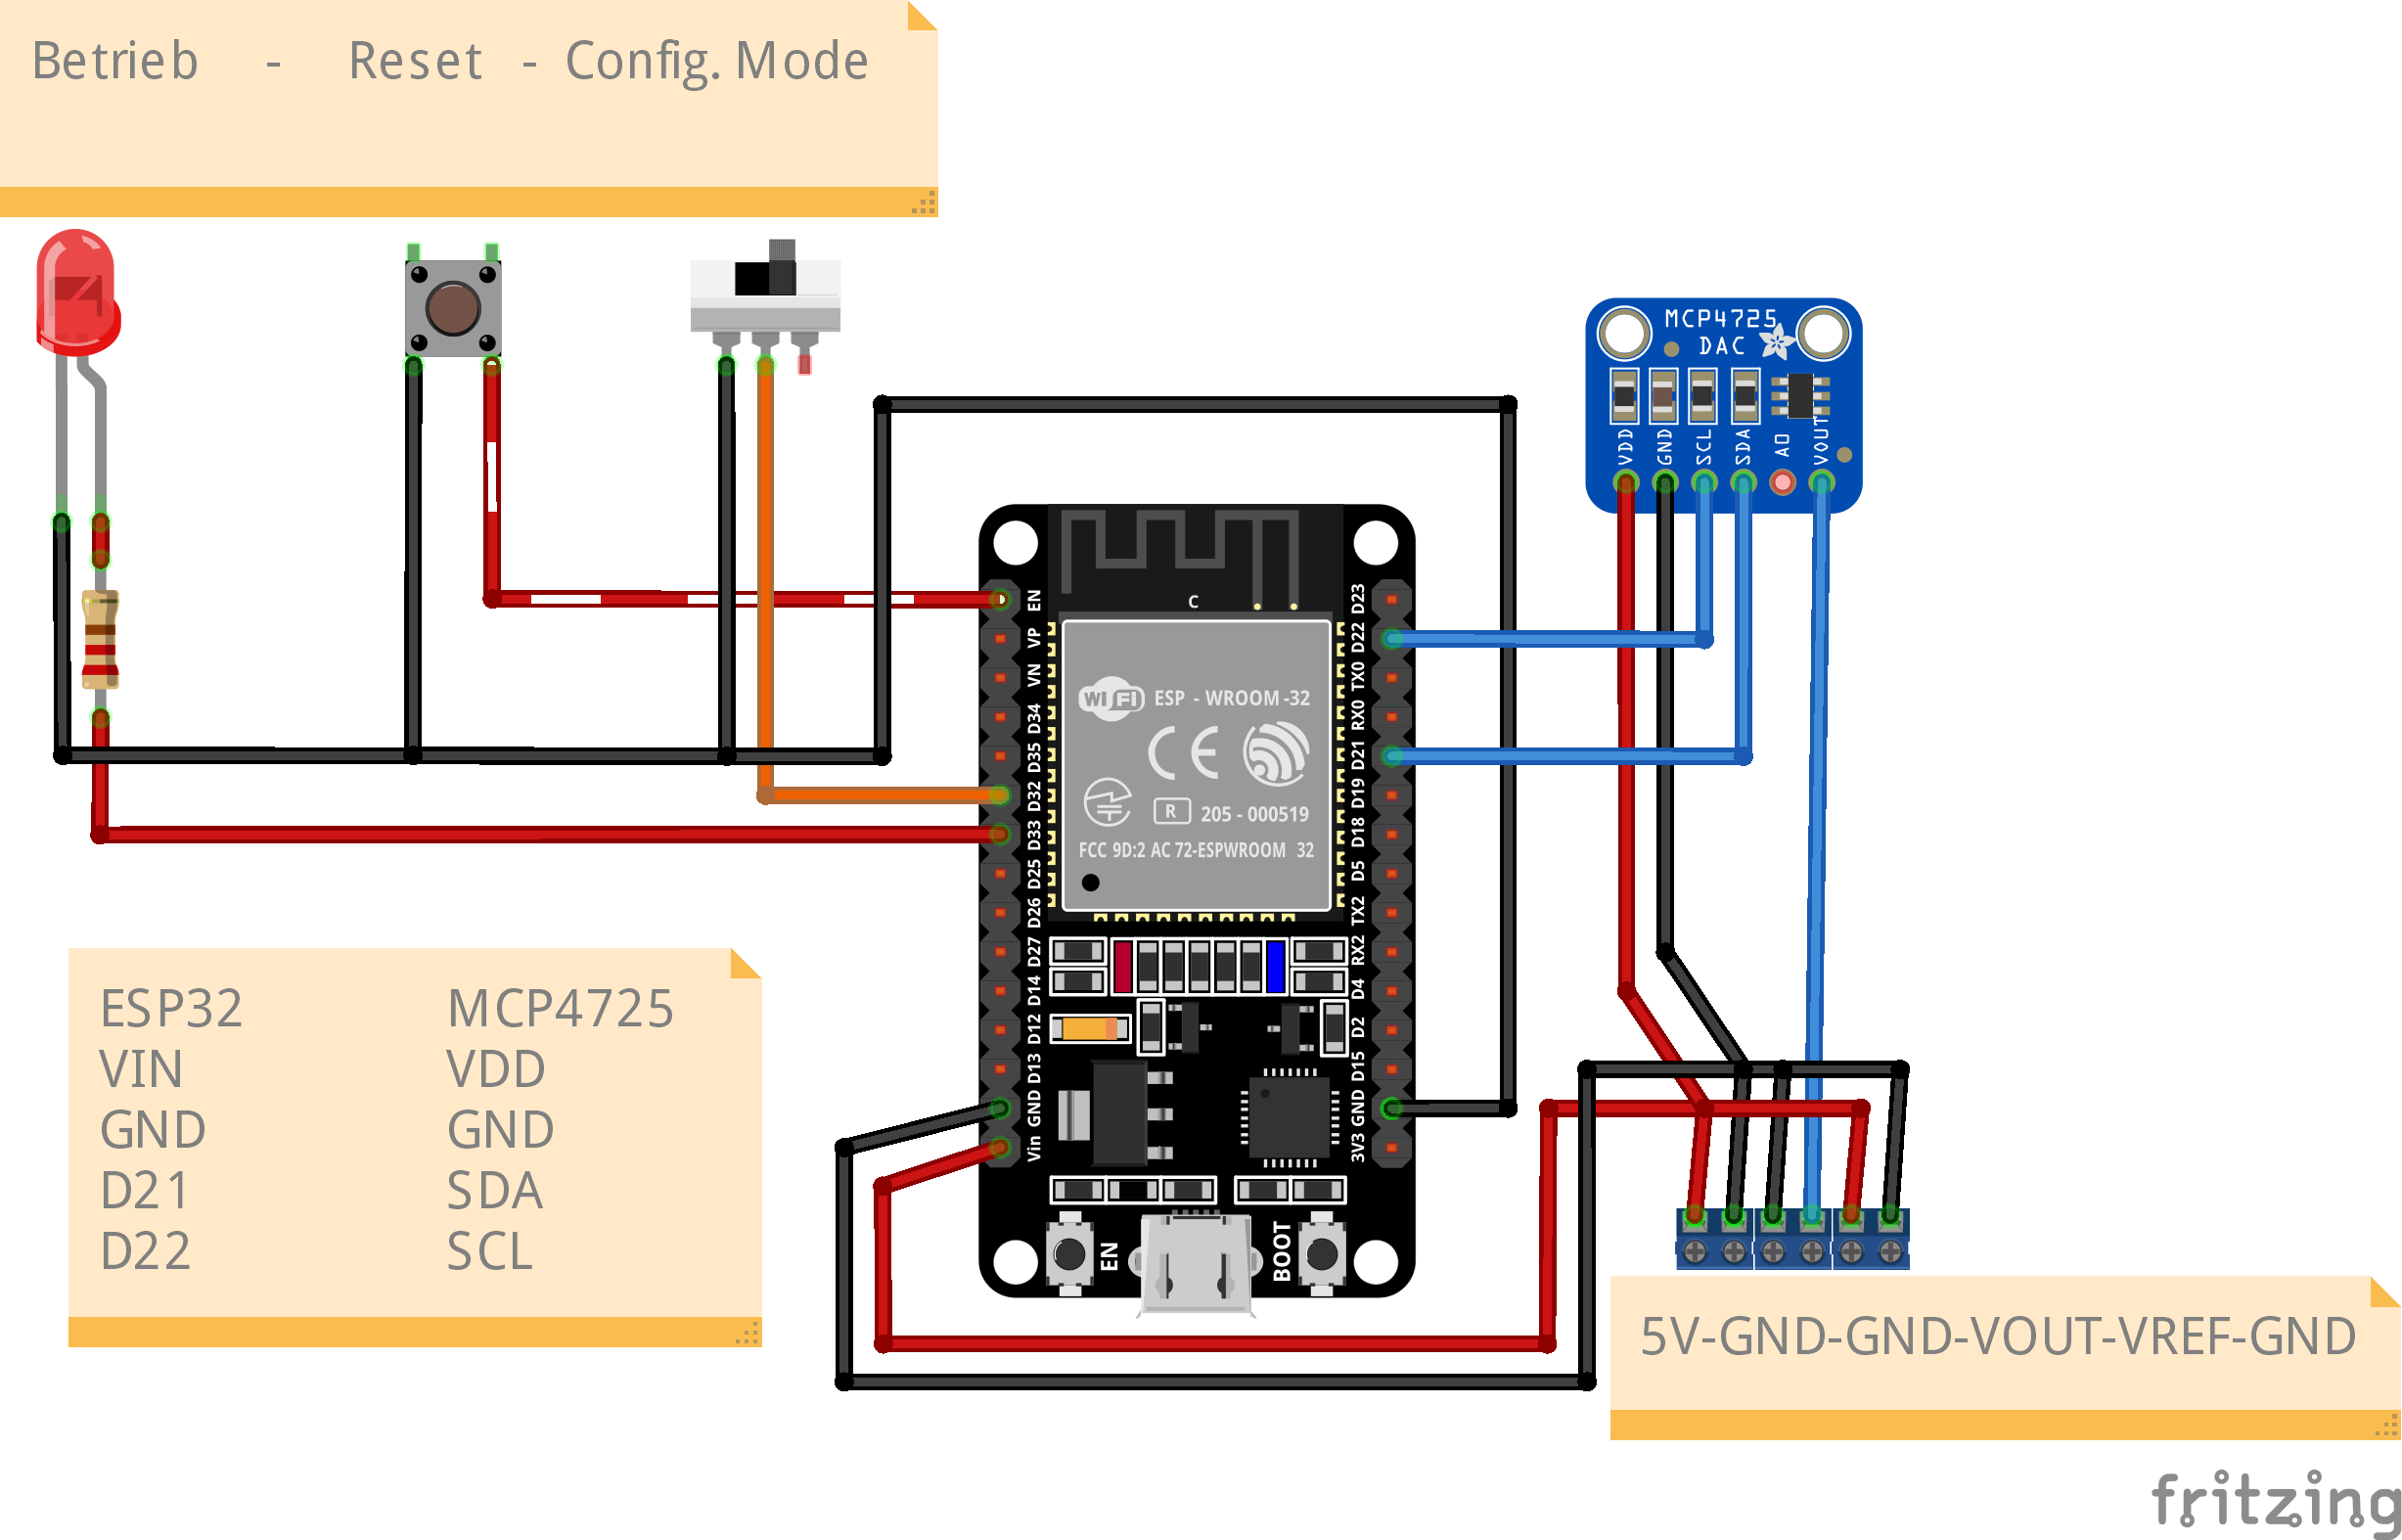 Betrieb - Reset - Config. Mode
MCP4725
DAC
VDD
GND
SCL
SDA
A0
VOUT
EN
VP
VN
D34
D35
D32
D33
D25
D26
D27
D14
D12
D13
GND
Vin
C
WiFi ESP - WROOM -32
CE
R 205 - 000519
FCC 9D:2 AC 72-ESPWROOM 32
D23
D22
TX0
RX0
D21
D19
D18
D5
TX2
RX2
D4
D2
D15
GND
3V3
EN
BOOT
ESP32 MCP4725
VIN VDD
GND GND
D21 SDA
D22 SCL
5V-GND-GND-VOUT-VREF-GND
fritzing